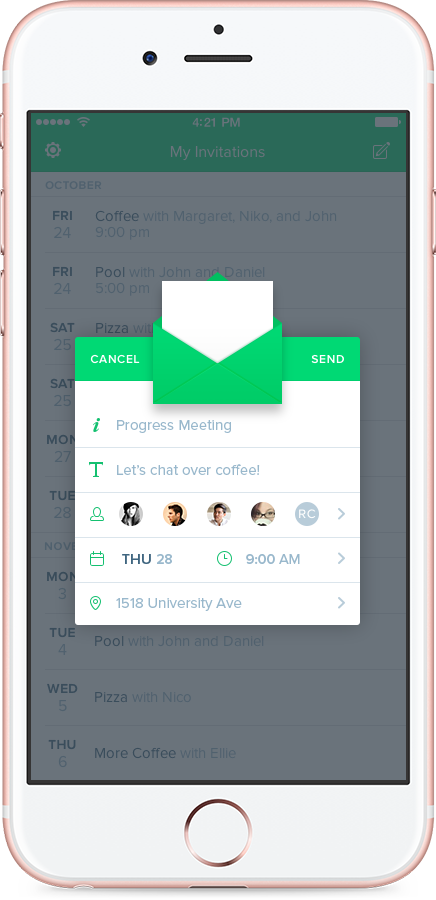 4:21 PM
My Invitations
OCTOBER
FRI
24
Coffee with Margaret, Niko, and John
9:00 pm
FRI
24
Pool with John and Daniel
5:00 pm
SAT
25
Pizza
CANCEL
SEND
SAT
Progress Meeting
MON
27
Let's chat over coffee!
TUE
28
RC
NOVE
THU 28
9:00 AM
MON
3
1518 University Ave
TUE
4
Pool with John and Daniel
WED
5
Pizza with Nico
THU
6
More Coffee with Ellie